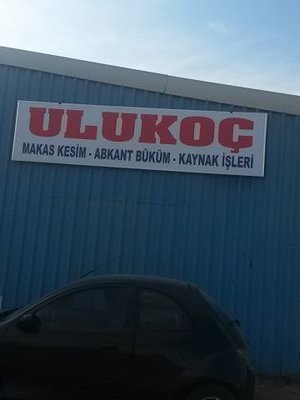 ULUKOÇ
MAKAS KESİM - ABKANT BÜKÜM - KAYNAK İŞLERİ